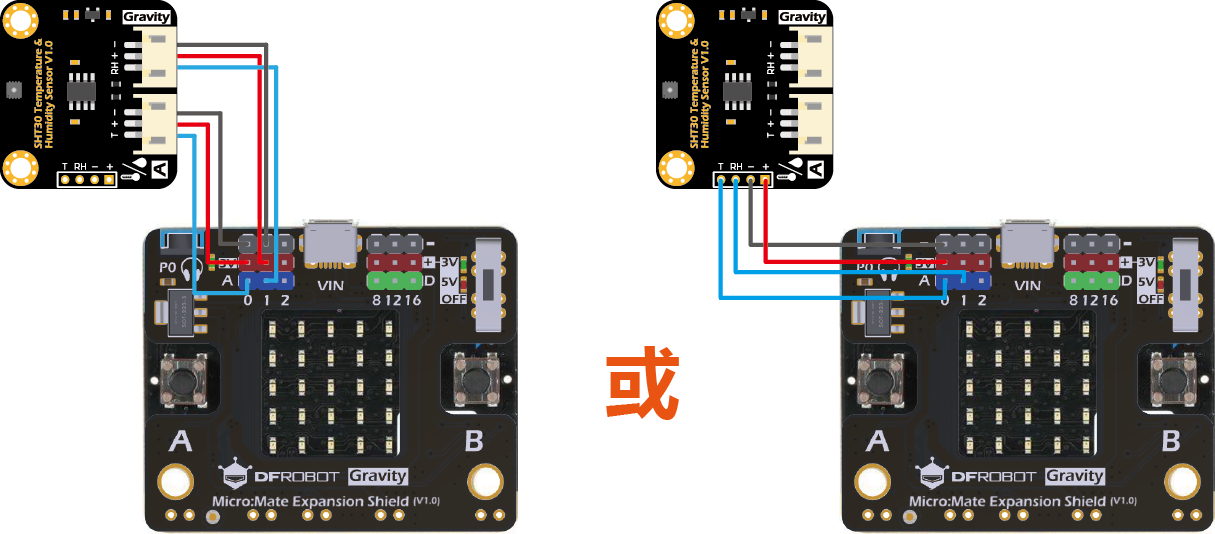 Gravity
SHT30 Temperature &
Humidity Sensor V1.0
RH + -
T + -
T RH - +
A
P0
3V
A
0 1 2
VIN
8 12 16
-
+
D
3V
5V
OFF
A
B
DFROBOT Gravity
Micro:Mate Expansion Shield (V1.0)
或
Gravity
SHT30 Temperature &
Humidity Sensor V1.0
RH + -
T + -
T RH - +
A
P0
3V
A
0 1 2
VIN
8 12 16
-
+
D
3V
5V
OFF
A
B
DFROBOT Gravity
Micro:Mate Expansion Shield (V1.0)